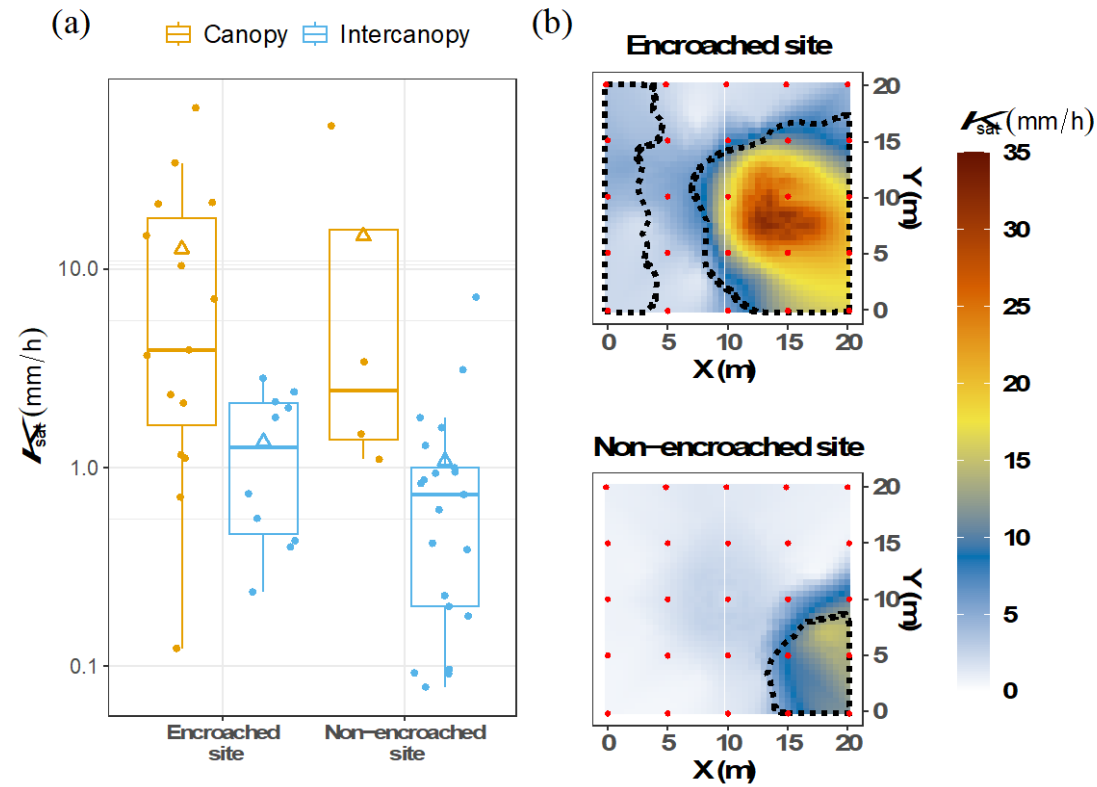 (a)
Canopy Intercanopy
Ksat (mm/h)
10.0
1.0
0.1
Encroached site
Non-encroached site
(b)
Encroached site
20
15
10
5
0
Y (m)
0 5 10 15 20
X (m)
Non-encroached site
20
15
10
5
0
Y (m)
0 5 10 15 20
X (m)
Ksat (mm/h)
35
30
25
20
15
10
5
0